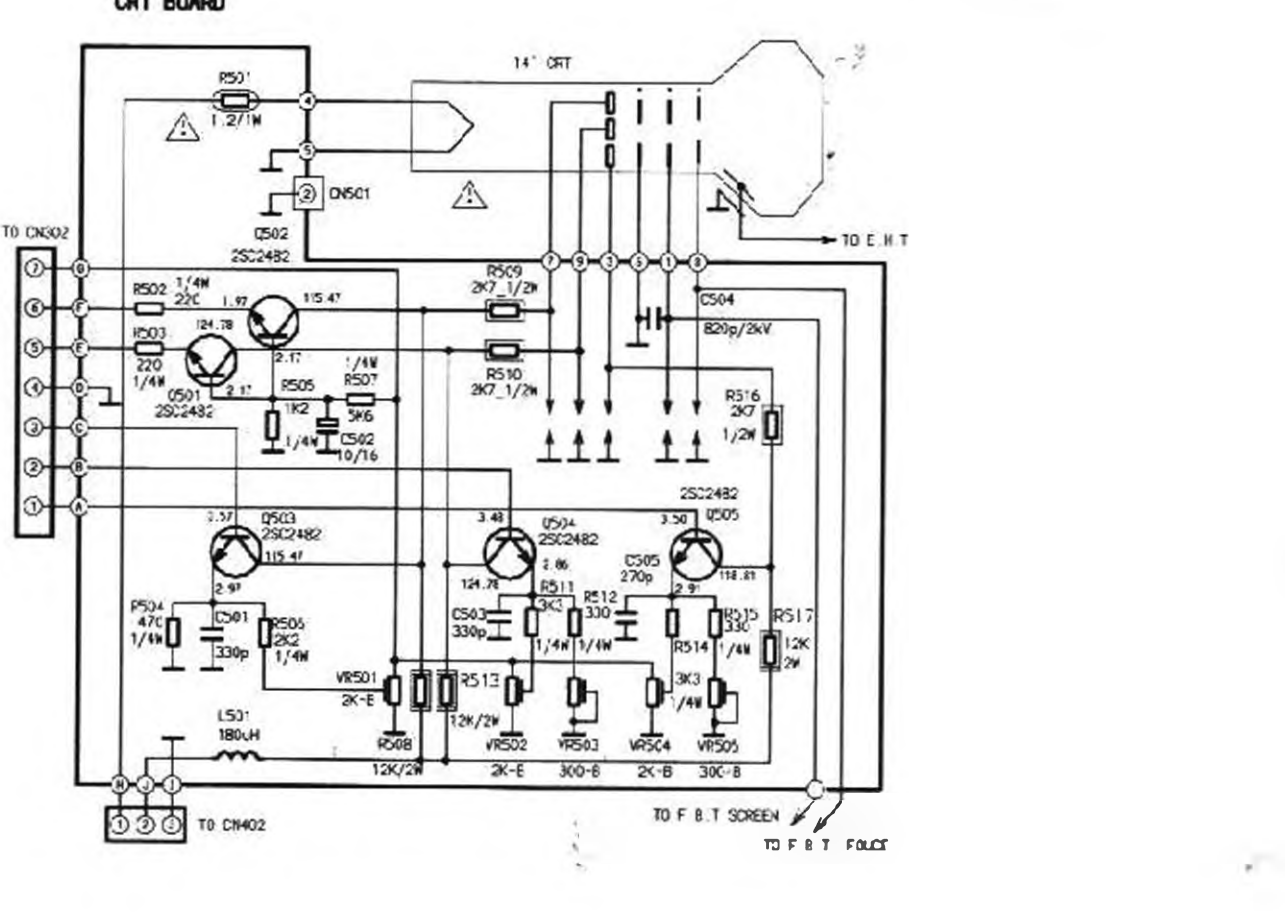 CRT BOARD
14" CRT
R501
1.2/1W
4
5
2
CN501
TO CN302
Q502
2SC2482
TO E.H.T
7
9
3
5
1
8
7
G
R502
1/4W
220
1.97
115.47
R509
2K7_1/2W
C504
820p/2kV
6
F
R503
124.78
5
E
220
1/4W
2.17
1/4W
R510
2K7_1/2W
4
D
Q501
2SC2482
2.17
R505
1K2
1/4W
R507
5K6
C502
10/16
R516
2K7
1/2W
3
C
2
B
1
A
2SC2482
Q505
3.57
Q503
2SC2482
115.47
2.97
3.48
Q504
2SC2482
2.86
124.78
3.50
C505
270p
118.81
2.91
R504
470
1/4W
C501
330p
R506
2K2
1/4W
C503
330p
R511
3K3
1/4W
R512
330
1/4W
R514
3K3
1/4W
R515
330
1/4W
R517
12K
2W
VR501
2K-B
R513
12K/2W
L501
180uH
R508
12K/2W
VR502
2K-B
VR503
300-B
VR504
2K-B
VR505
300-B
H
J
I
1
2
3
TO CN402
TO F.B.T SCREEN
TO F B T FOUCE